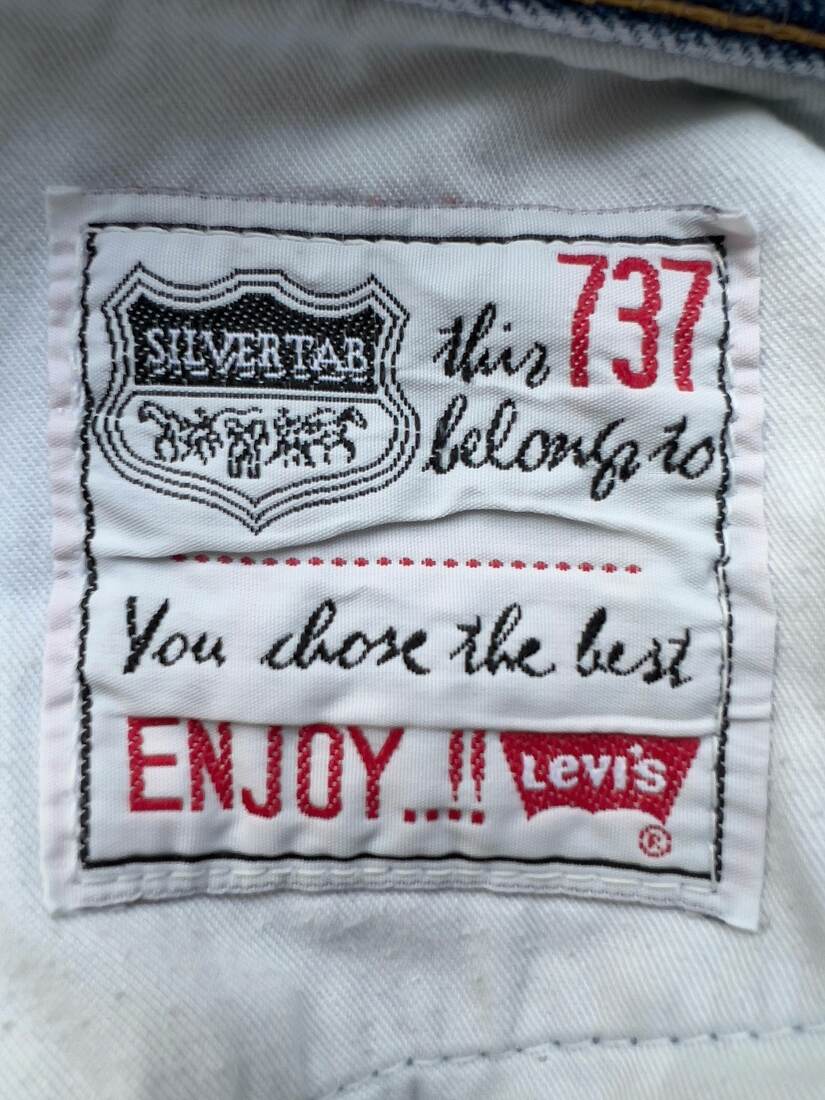 SILVERTAB
this 737
belongs to
You chose the best
ENJOY....!!
Levi's
®